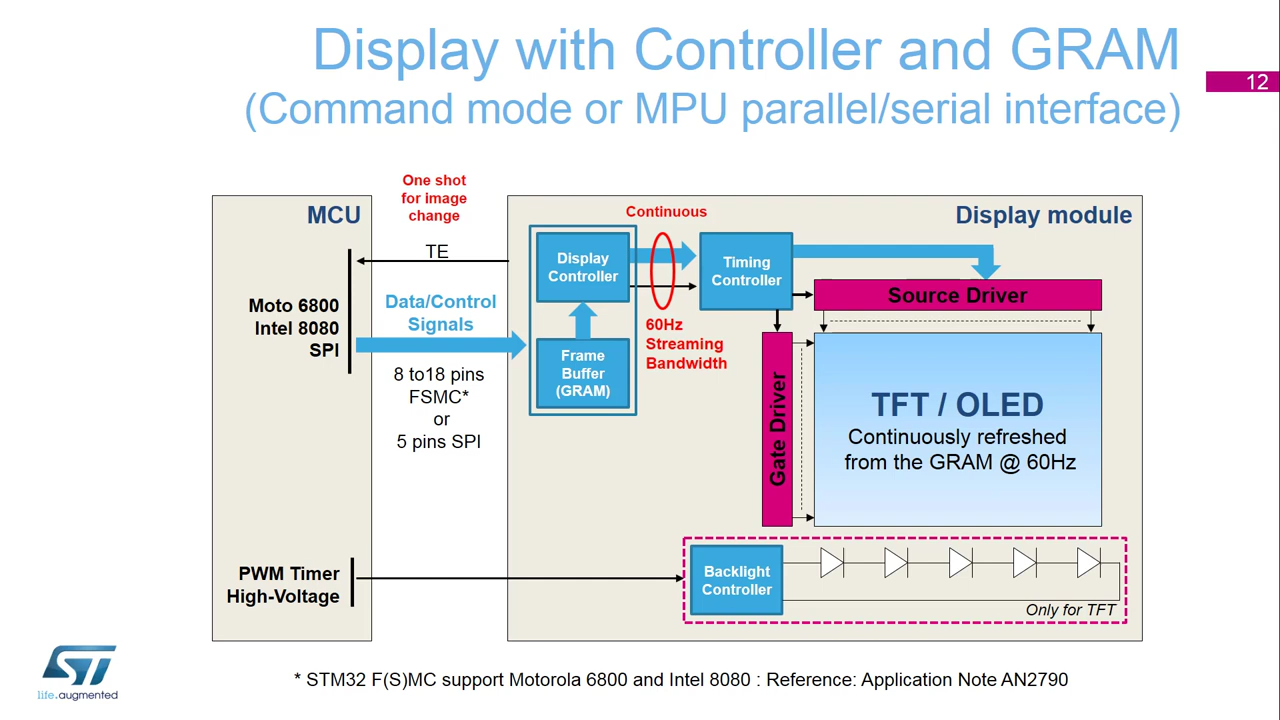 Display with Controller and GRAM
(Command mode or MPU parallel/serial interface)
12
One shot
for image
change
MCU
TE
Moto 6800
Intel 8080
SPI
Data/Control
Signals
8 to18 pins
FSMC*
or
5 pins SPI
PWM Timer
High-Voltage
Display module
Continuous
Display
Controller
Frame
Buffer
(GRAM)
60Hz
Streaming
Bandwidth
Timing
Controller
Source Driver
Gate Driver
TFT / OLED
Continuously refreshed
from the GRAM @ 60Hz
Backlight
Controller
Only for TFT
ST
life.augmented
* STM32 F(S)MC support Motorola 6800 and Intel 8080 : Reference: Application Note AN2790